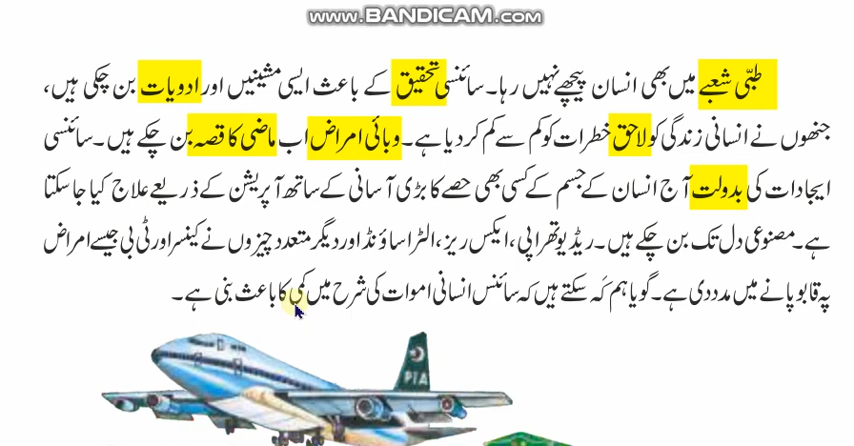 www.BANDICAM.com
طبّی شعبے میں بھی انسان پیچھے نہیں رہا۔ سائنسی تحقیق کے باعث ایسی مشینیں اور ادویات بن چکی ہیں،
جنھوں نے انسانی زندگی کو لاحق خطرات کو کم سے کم کر دیا ہے۔ وبائی امراض اب ماضی کا قصہ بن چکے ہیں۔ سائنسی
ایجادات کی بدولت آج انسان کے جسم کے کسی بھی حصے کا بڑی آسانی کے ساتھ آپریشن کے ذریعے علاج کیا جا سکتا
ہے۔ مصنوعی دل تک بن چکے ہیں۔ ریڈیو تھراپی، ایکس ریز، الٹراساؤنڈ اور دیگر متعدد چیزوں نے کینسر اور ٹی بی جیسے امراض
پہ قابو پانے میں مدد دی ہے۔ گویا ہم کَہ سکتے ہیں کہ سائنس انسانی اموات کی شرح میں کمی کا باعث بنی ہے۔
PIA